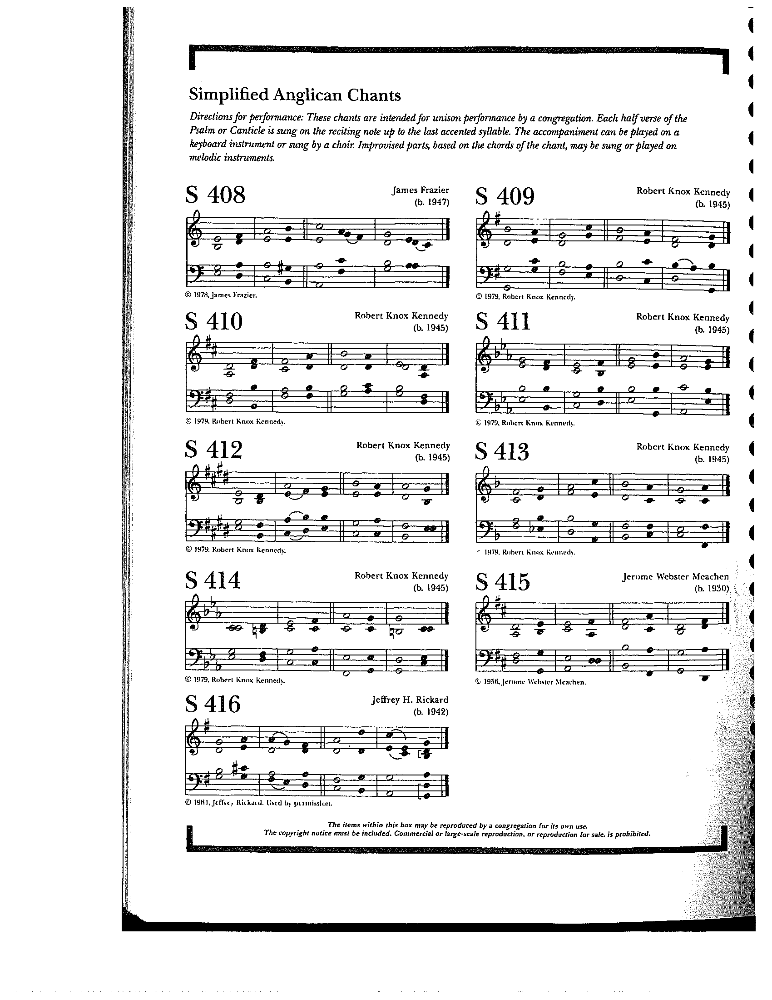 Simplified Anglican Chants
Directions for performance: These chants are intended for unison performance by a congregation. Each half verse of the
Psalm or Canticle is sung on the reciting note up to the last accented syllable. The accompaniment can be played on a
keyboard instrument or sung by a choir. Improvised parts, based on the chords of the chant, may be sung or played on
melodic instruments.
S 408
James Frazier
(b. 1947)
© 1978, James Frazier.
S 409
Robert Knox Kennedy
(b. 1945)
© 1979, Robert Knox Kennedy.
S 410
Robert Knox Kennedy
(b. 1945)
© 1979, Robert Knox Kennedy.
S 411
Robert Knox Kennedy
(b. 1945)
© 1979, Robert Knox Kennedy.
S 412
Robert Knox Kennedy
(b. 1945)
© 1979, Robert Knox Kennedy.
S 413
Robert Knox Kennedy
(b. 1945)
c 1979, Robert Knox Kennedy.
S 414
Robert Knox Kennedy
(b. 1945)
© 1979, Robert Knox Kennedy.
S 415
Jerome Webster Meachen
(b. 1930)
© 1956, Jerome Webster Meachen.
S 416
Jeffrey H. Rickard
(b. 1942)
© 1984, Jeffrey Rickard. Used by permission.
The items within this box may be reproduced by a congregation for its own use.
The copyright notice must be included. Commercial or large-scale reproduction, or reproduction for sale, is prohibited.